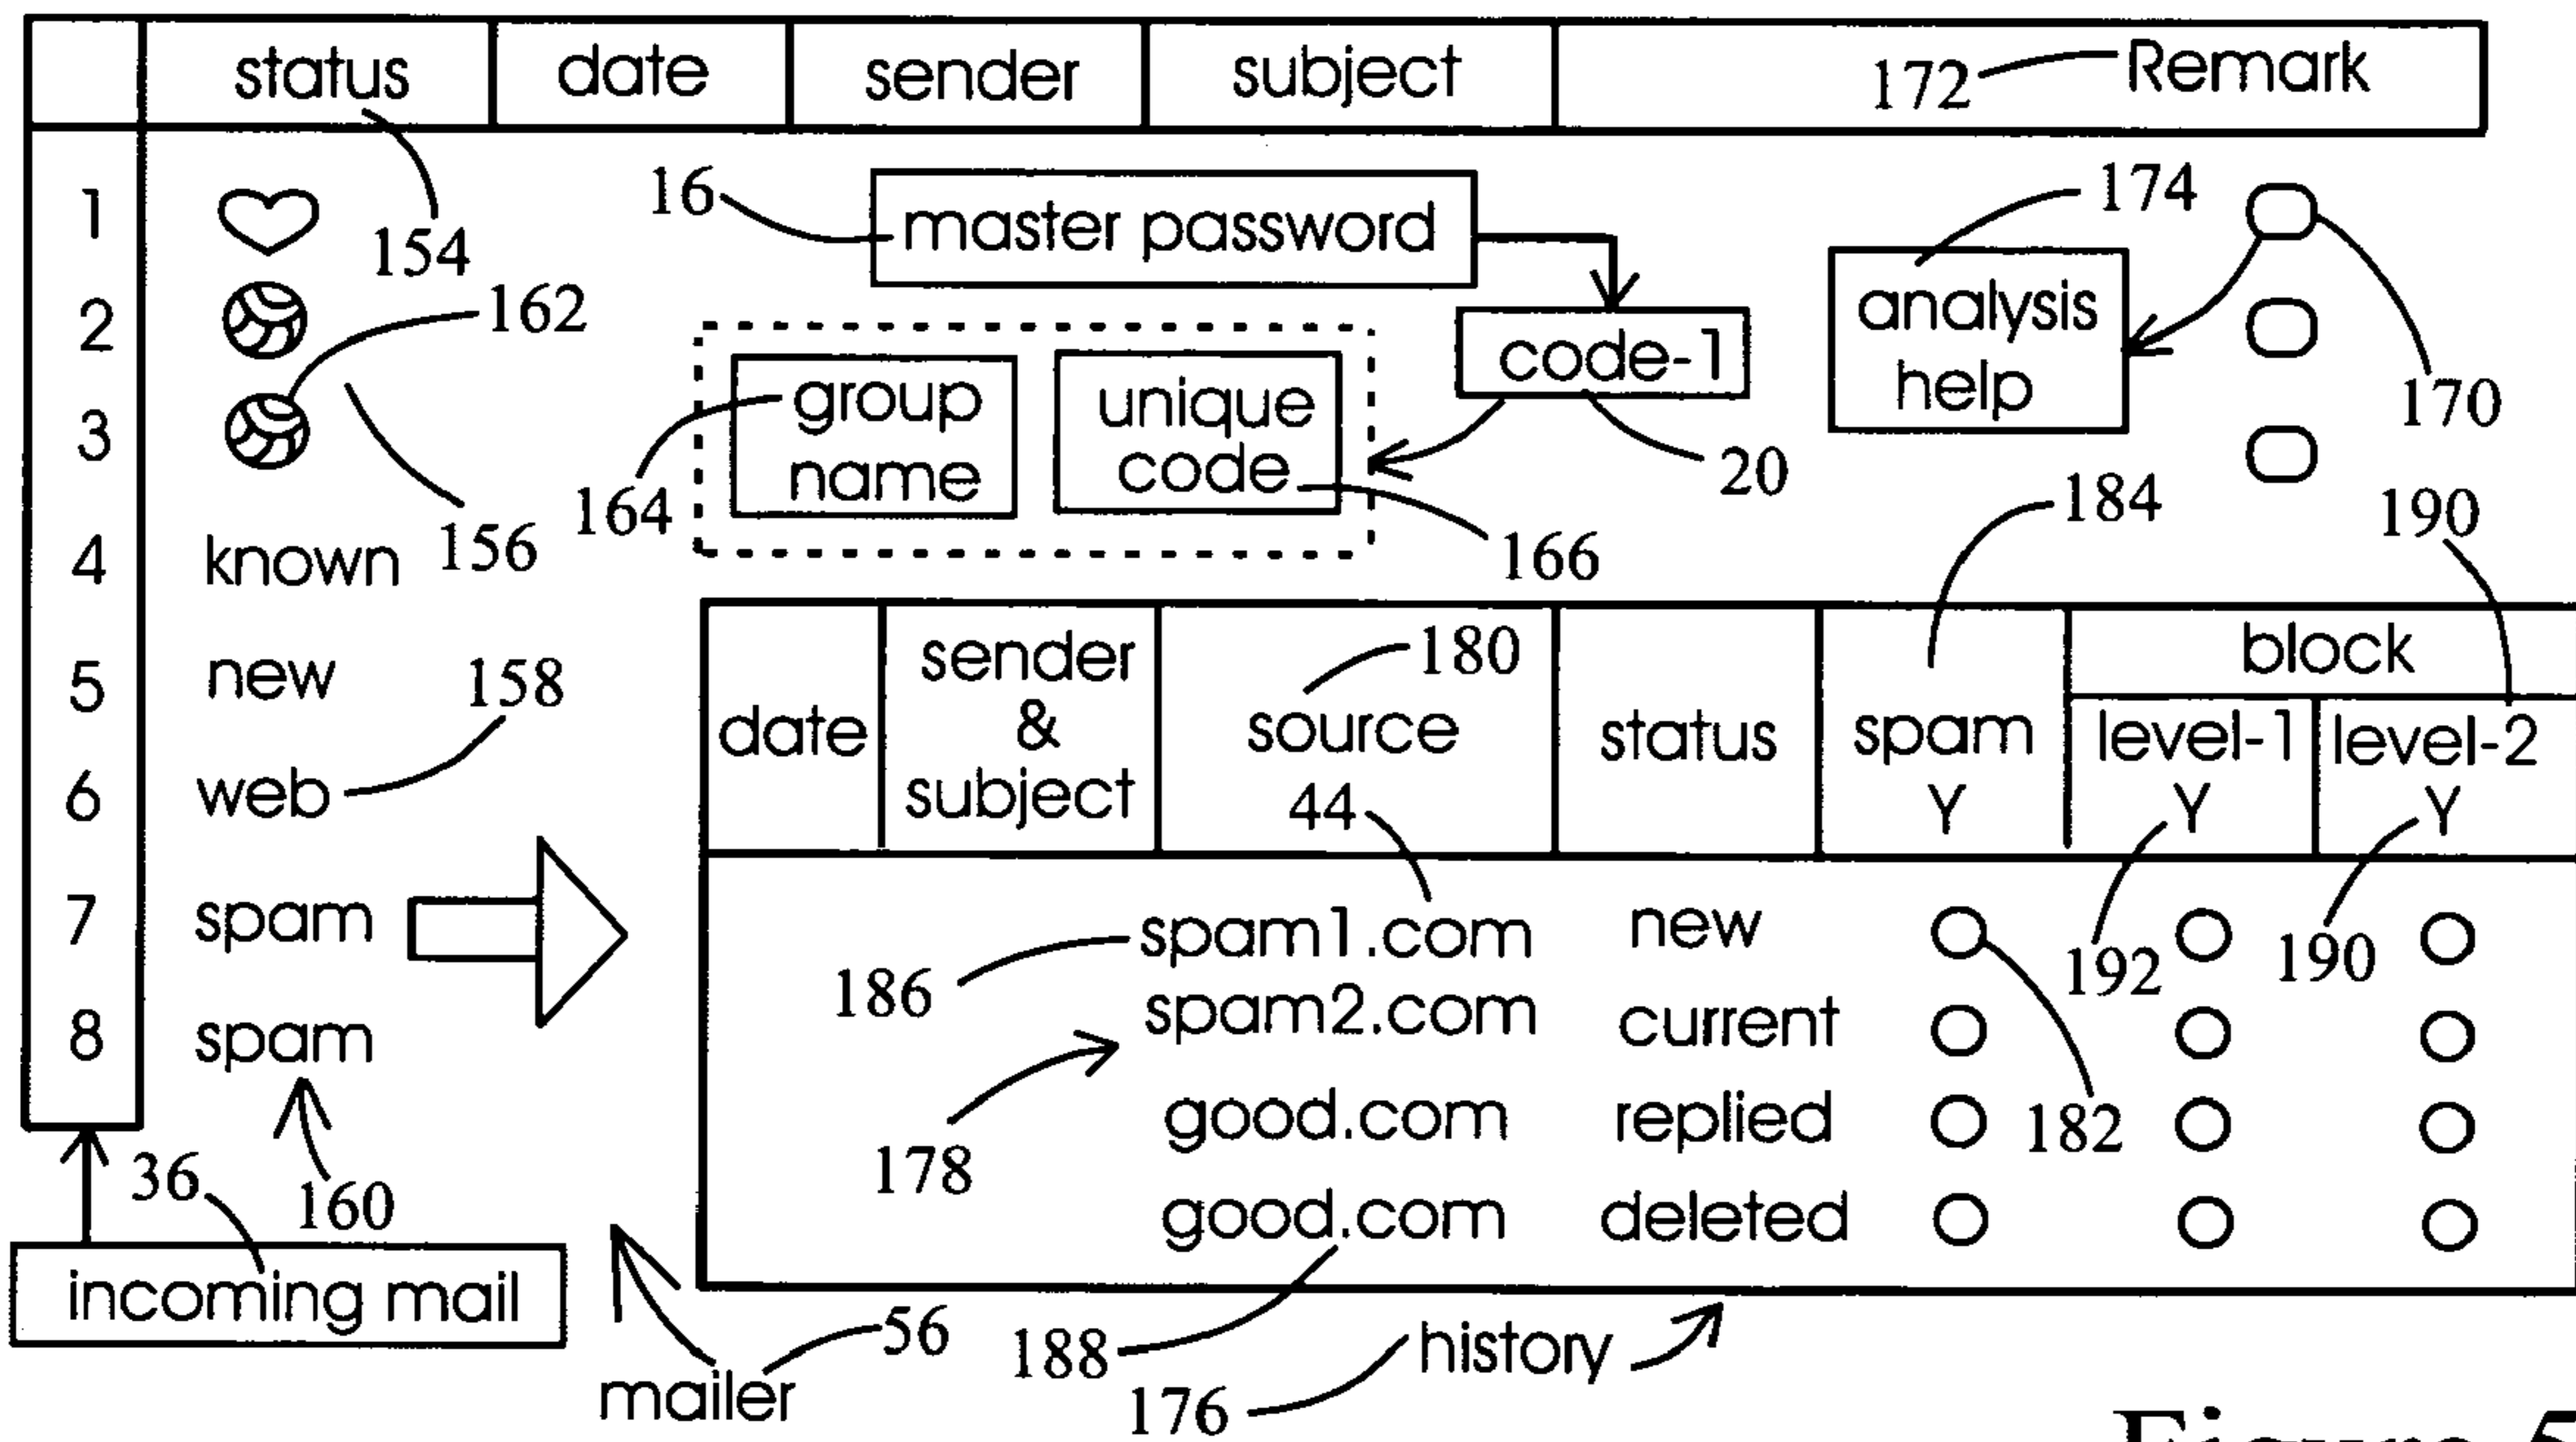 status date sender subject 172 Remark
1 154 16 master password 174
2 162 code-1 analysis help 170
3 156 164 group name unique code 166 20
4 known 184 190
5 new 158 date sender & subject 180 source 44 status spam Y block
6 web level-1 Y level-2 Y
7 spam 186 spam1.com new 192 190
8 spam 178 spam2.com current
36 160 good.com replied 182
incoming mail good.com deleted
mailer 56 188 176 history